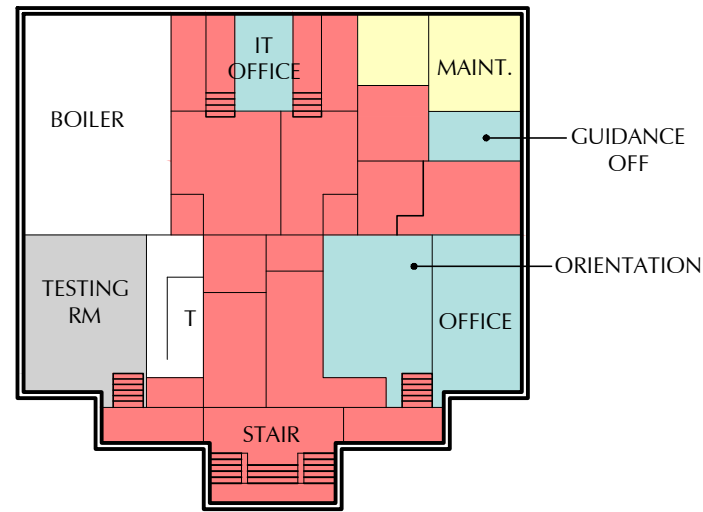 IT
OFFICE
MAINT.
BOILER
GUIDANCE
OFF
ORIENTATION
TESTING
RM
T
OFFICE
STAIR